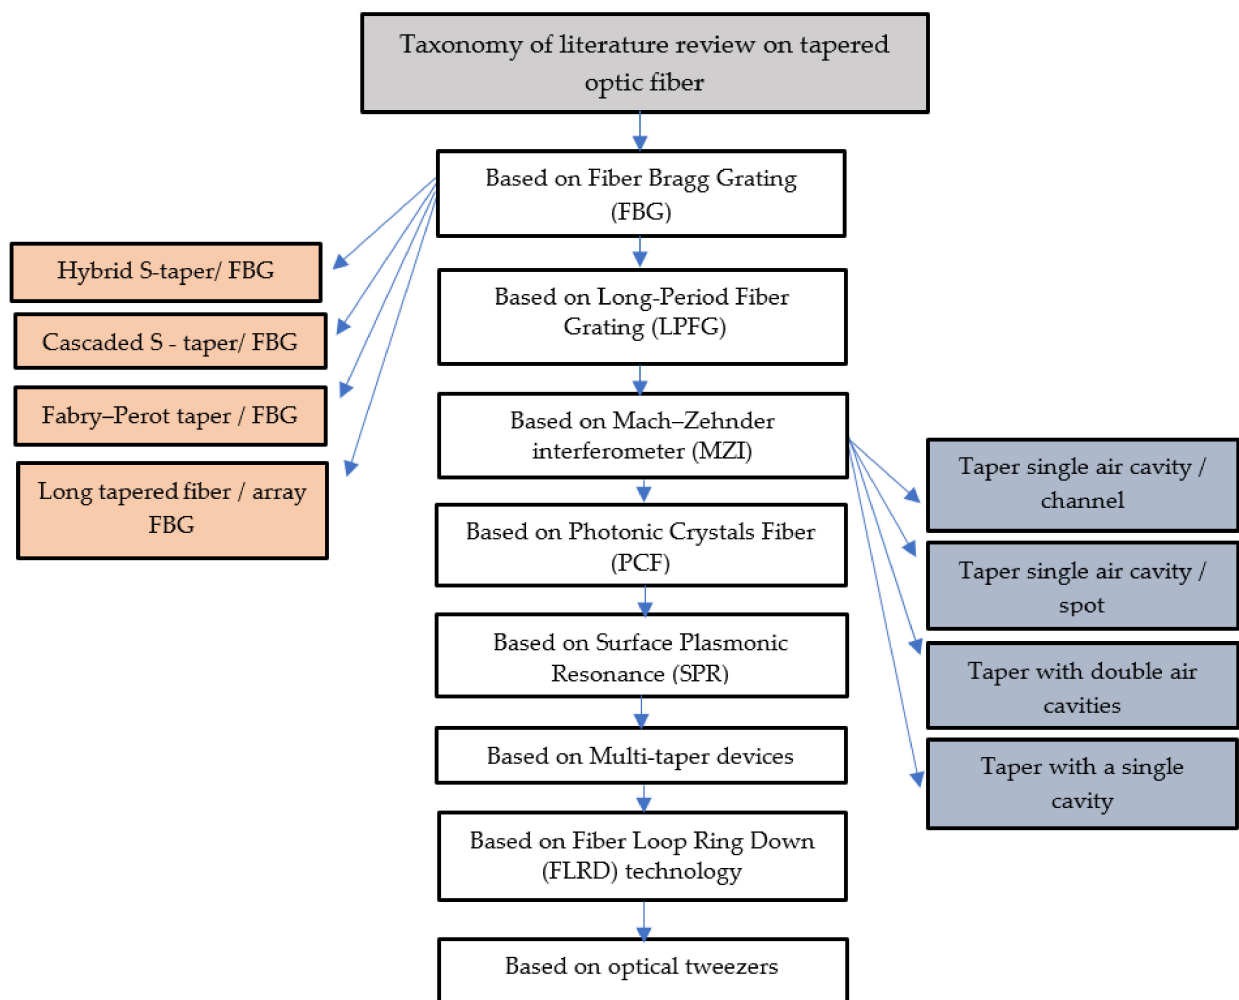 Taxonomy of literature review on tapered
optic fiber
Based on Fiber Bragg Grating
(FBG)
Hybrid S-taper/ FBG
Cascaded S - taper/ FBG
Fabry–Perot taper / FBG
Long tapered fiber / array
FBG
Based on Long-Period Fiber
Grating (LPFG)
Based on Mach–Zehnder
interferometer (MZI)
Taper single air cavity /
channel
Taper single air cavity /
spot
Taper with double air
cavities
Taper with a single
cavity
Based on Photonic Crystals Fiber
(PCF)
Based on Surface Plasmonic
Resonance (SPR)
Based on Multi-taper devices
Based on Fiber Loop Ring Down
(FLRD) technology
Based on optical tweezers